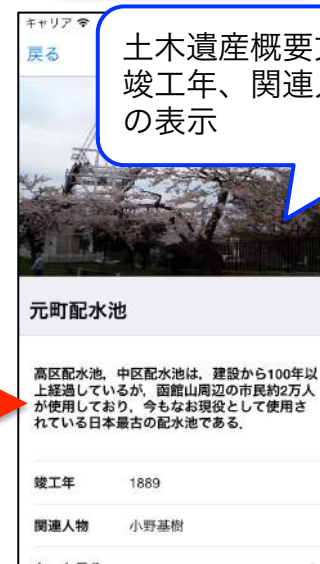 キャリア
戻る
土木遺産概要
竣工年、関連
の表示
元町配水池
高区配水池，中区配水池は，建設から100年以
上経過しているが，函館山周辺の市民約2万人
が使用しており，今もなお現役として使用さ
れている日本最古の配水池である．
竣工年 1889
関連人物 小野基樹